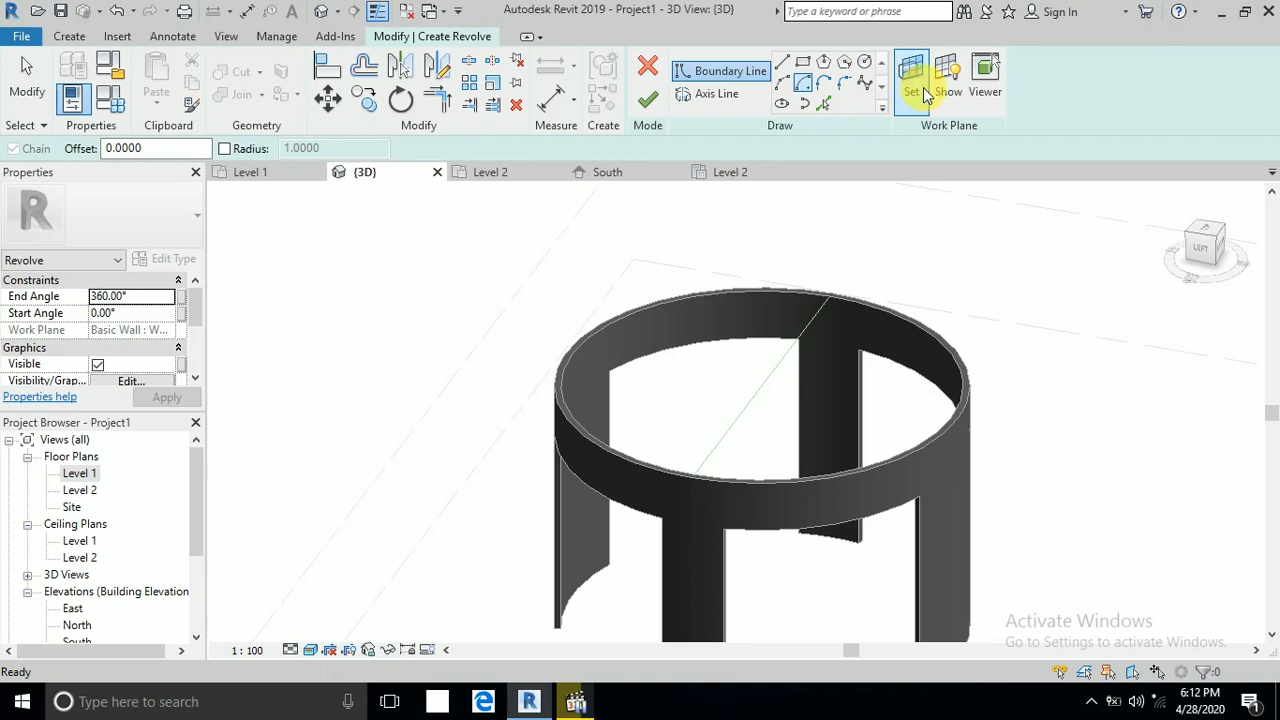 Autodesk Revit 2019 - Project1 - 3D View: {3D}
Type a keyword or phrase
Sign In
File Create Insert Annotate View Manage Add-Ins Modify | Create Revolve
Modify
Paste
Cut
Join
Boundary Line
Axis Line
Set Show Viewer
Select Properties Clipboard Geometry Modify Measure Create Mode Draw Work Plane
Chain Offset: 0.0000 Radius: 1.0000
Properties
Level 1 {3D} Level 2 South Level 2
LEFT
Revolve Edit Type
Constraints
End Angle 360.00°
Start Angle 0.00°
Work Plane Basic Wall : W...
Graphics
Visible
Visibility/Grap... Edit...
Properties help Apply
Project Browser - Project1
Views (all)
Floor Plans
Level 1
Level 2
Site
Ceiling Plans
Level 1
Level 2
3D Views
Elevations (Building Elevation
East
North
South
Activate Windows
Go to Settings to activate Windows.
1 : 100
Ready
:0
Type here to search
6:12 PM
4/28/2020